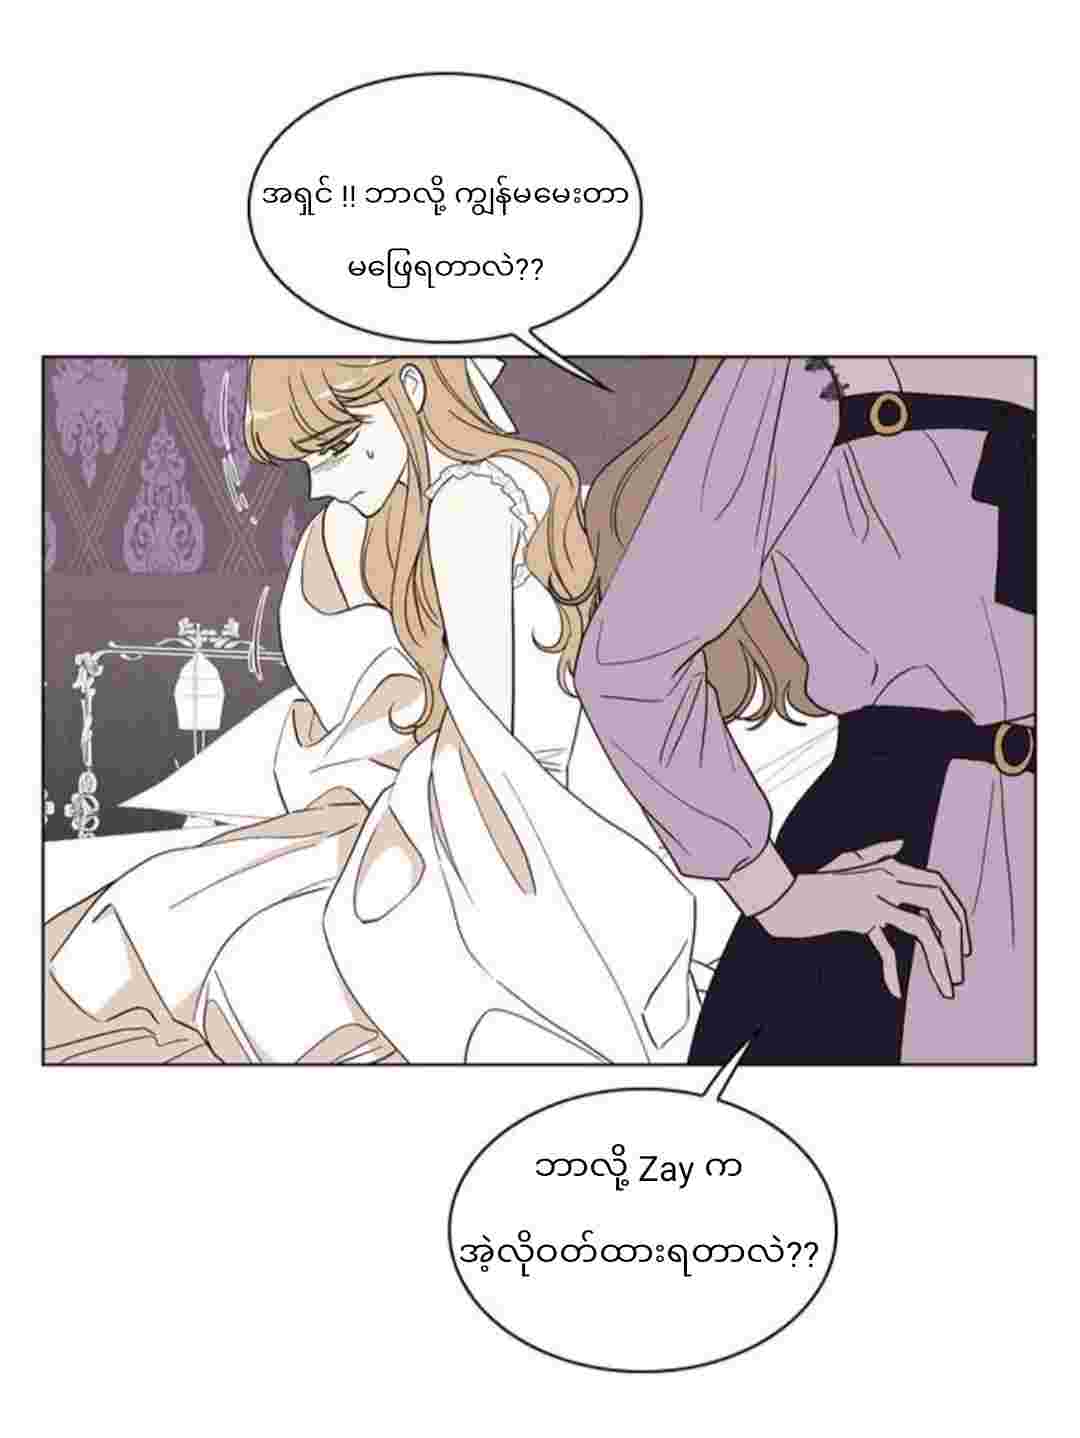 အရှင် !! ဘာလို့ ကျွန်မမေးတာ
မဖြေရတာလဲ??
ဘာလို့ Zay က
အဲ့လိုဝတ်ထားရတာလဲ??